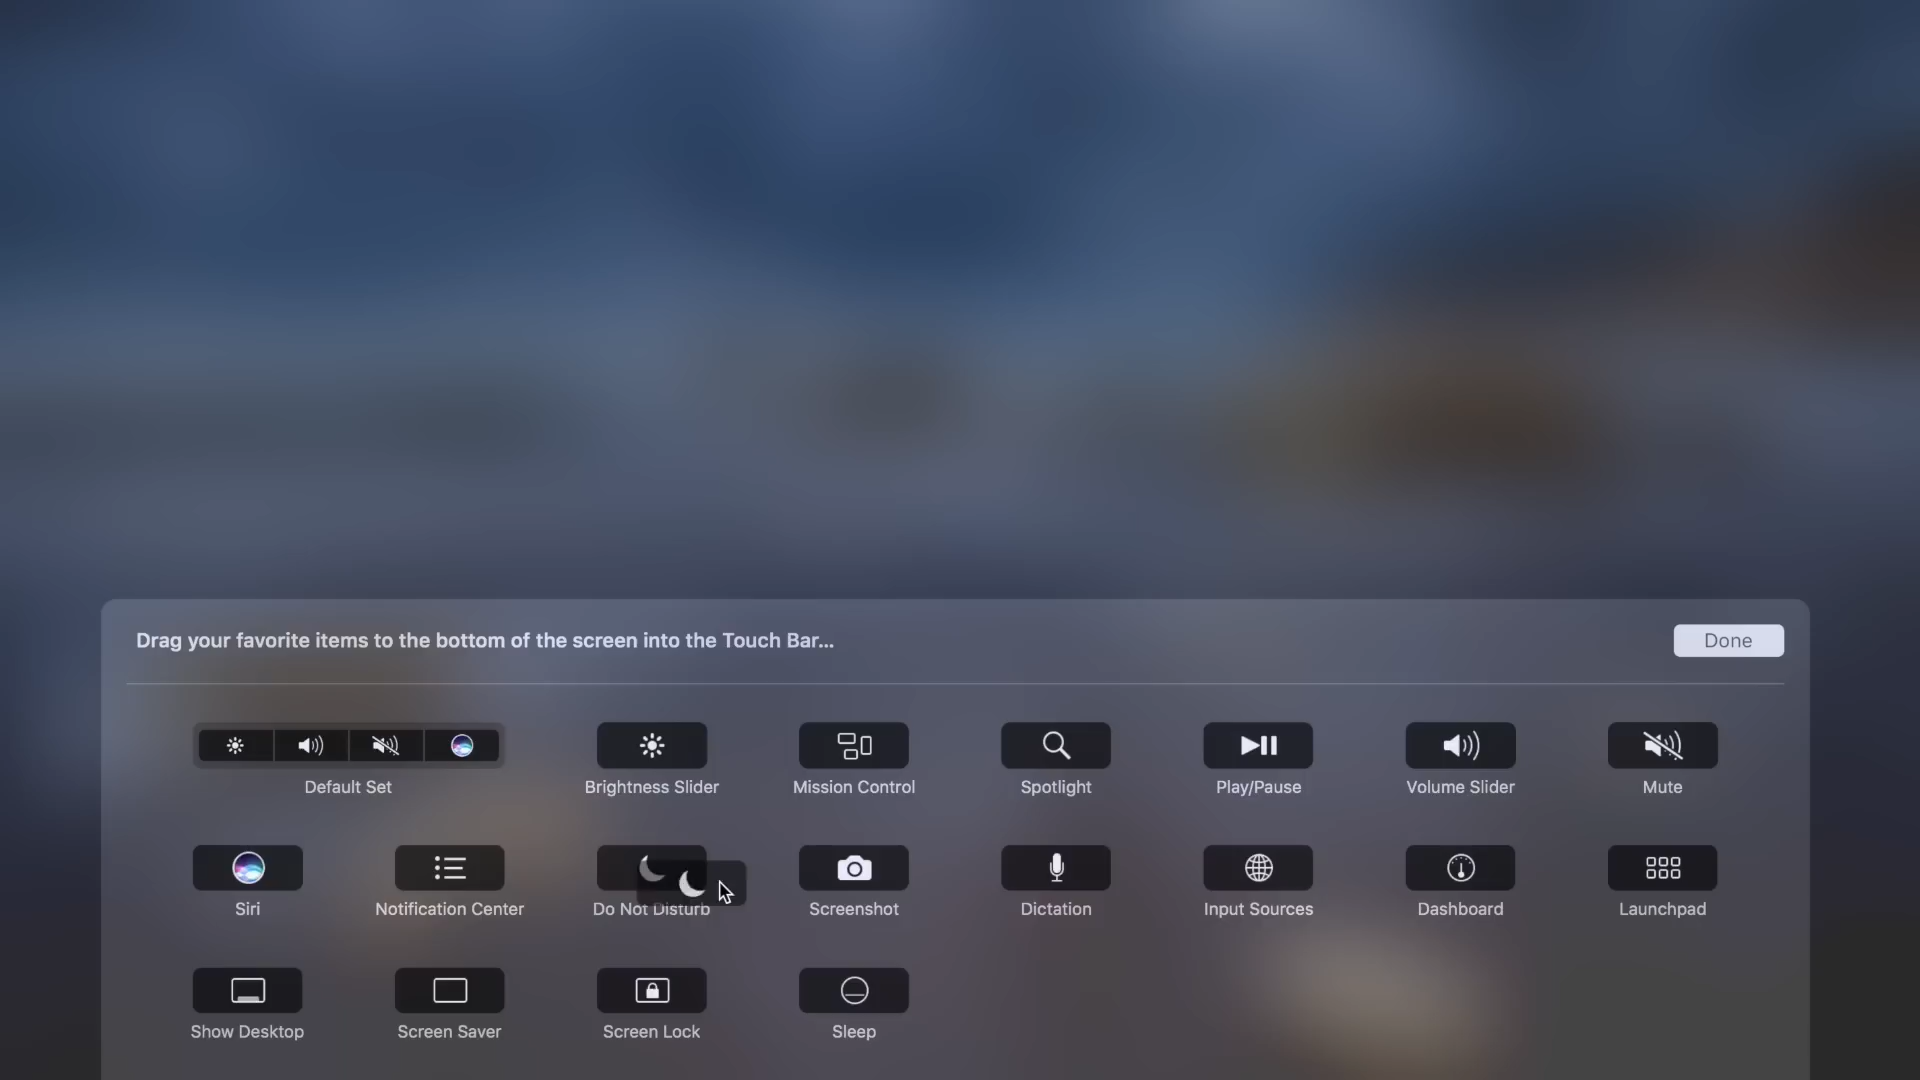 Drag your favorite items to the bottom of the screen into the Touch Bar...
Done
Default Set
Brightness Slider
Mission Control
Spotlight
Play/Pause
Volume Slider
Mute
Siri
Notification Center
Do Not Disturb
Screenshot
Dictation
Input Sources
Dashboard
Launchpad
Show Desktop
Screen Saver
Screen Lock
Sleep